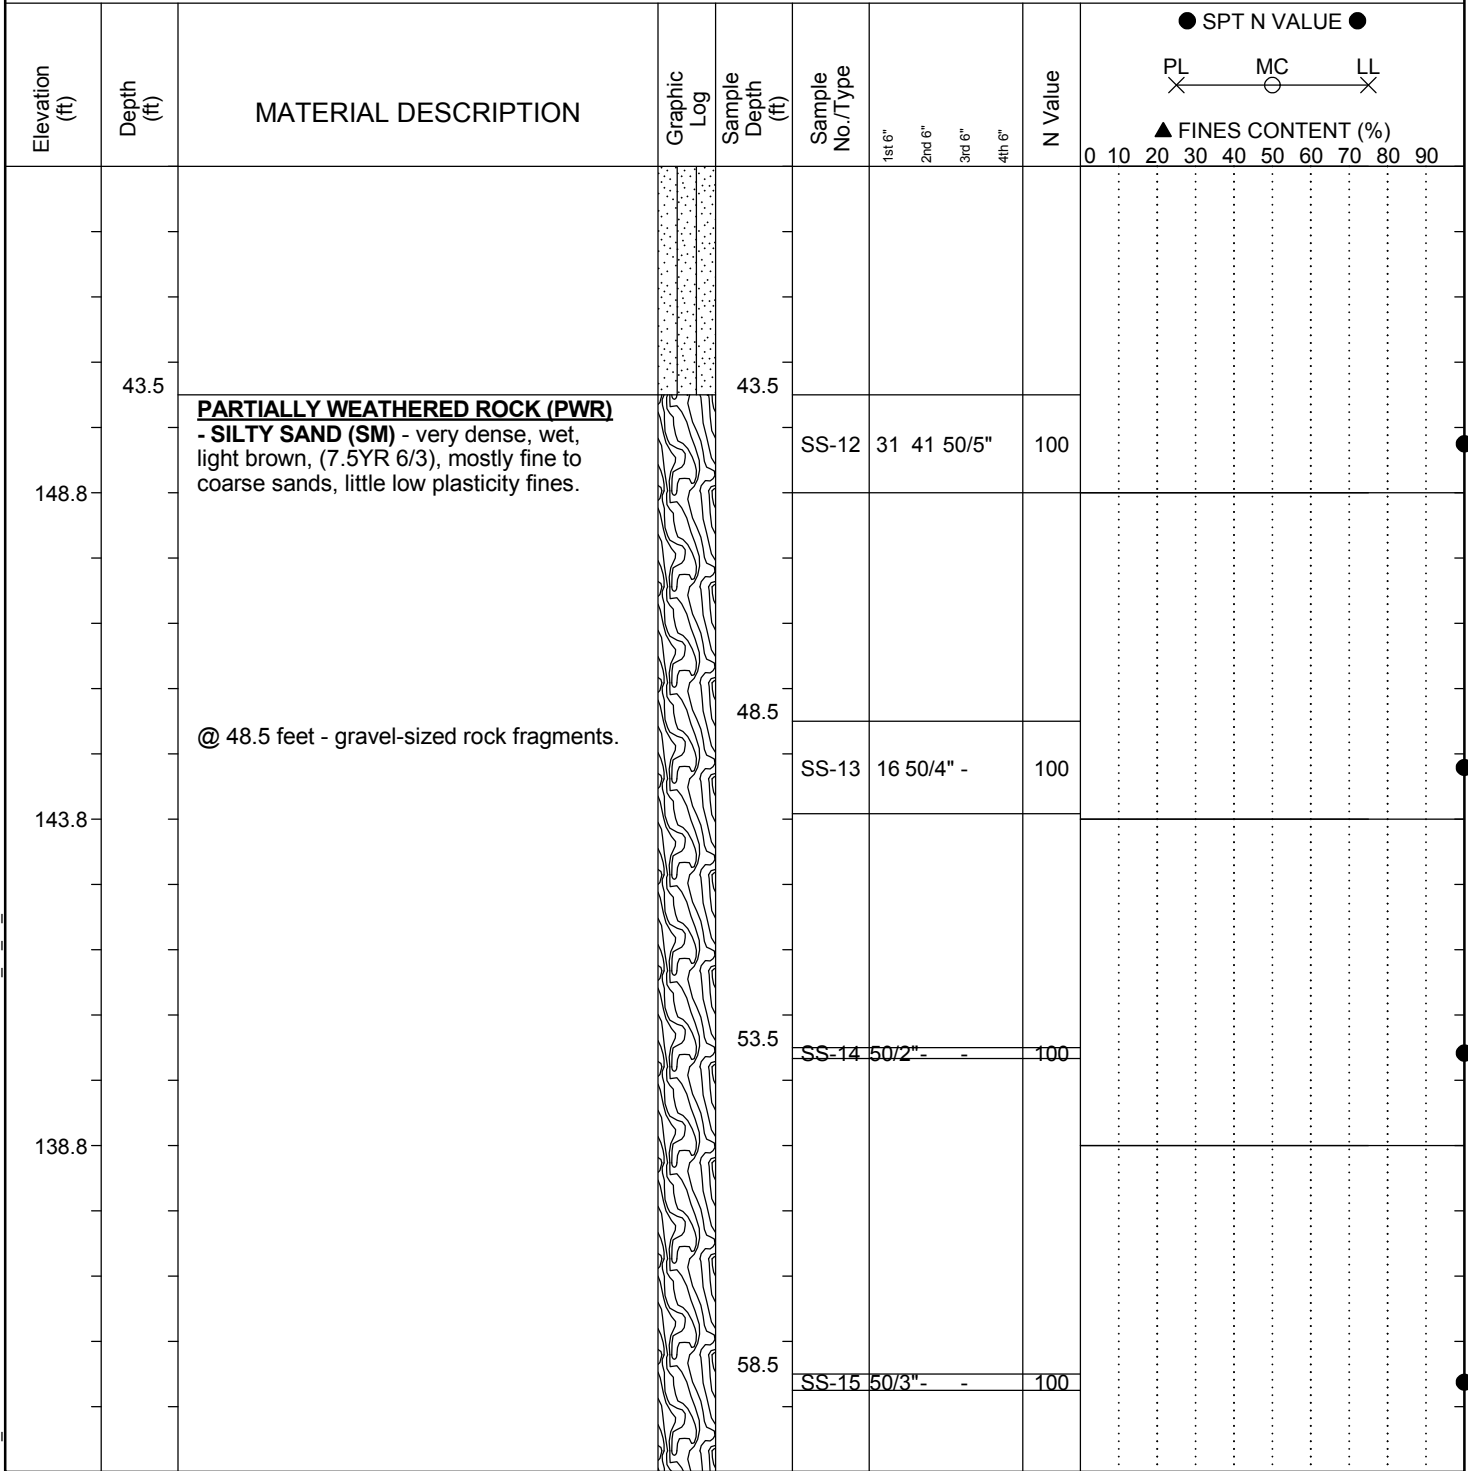 ● SPT N VALUE ●
PL MC LL
▲ FINES CONTENT (%)
0 10 20 30 40 50 60 70 80 90
Elevation
(ft)
Depth
(ft)
MATERIAL DESCRIPTION
Graphic
Log
Sample
Depth
(ft)
Sample
No./Type
1st 6"
2nd 6"
3rd 6"
4th 6"
N Value
43.5
43.5
PARTIALLY WEATHERED ROCK (PWR)
- SILTY SAND (SM) - very dense, wet,
light brown, (7.5YR 6/3), mostly fine to
coarse sands, little low plasticity fines.
SS-12 31 41 50/5" 100
148.8
48.5
@ 48.5 feet - gravel-sized rock fragments.
SS-13 16 50/4" - 100
143.8
53.5
SS-14 50/2" - - 100
138.8
58.5
SS-15 50/3" - - 100